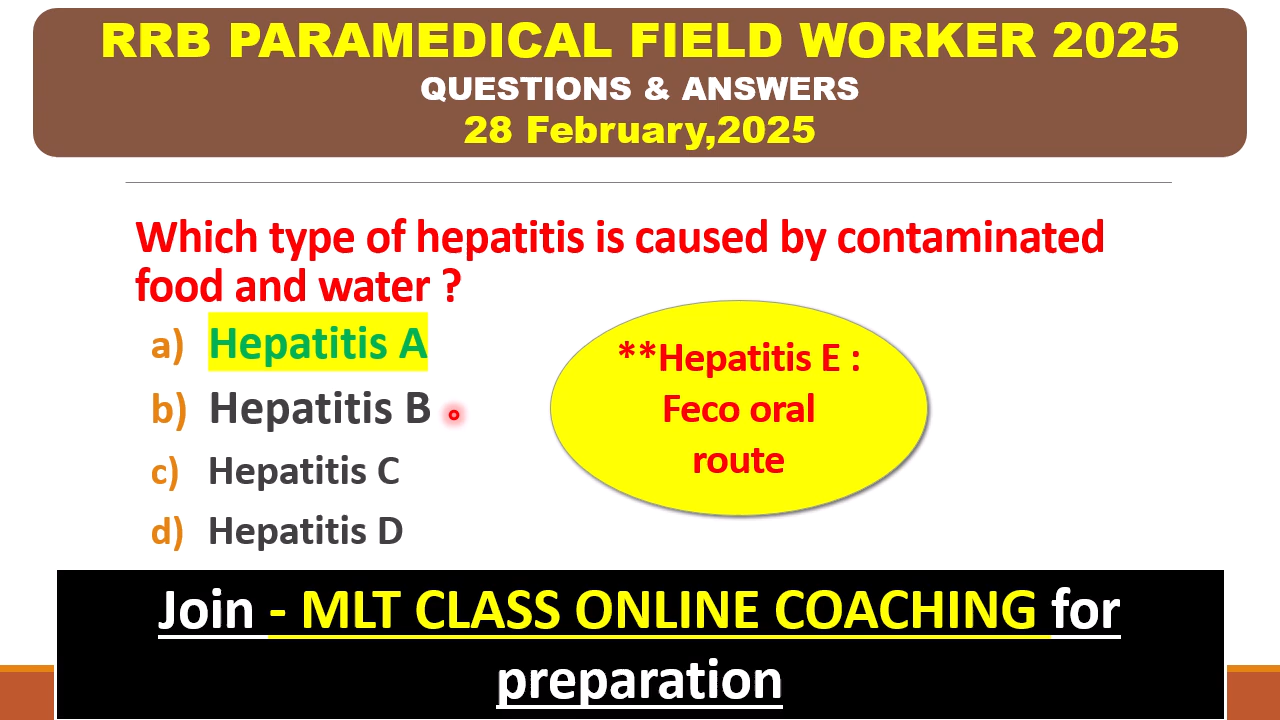 RRB PARAMEDICAL FIELD WORKER 2025
QUESTIONS & ANSWERS
28 February,2025
Which type of hepatitis is caused by contaminated
food and water ?
a) Hepatitis A
b) Hepatitis B
c) Hepatitis C
d) Hepatitis D
**Hepatitis E :
Feco oral
route
Join - MLT CLASS ONLINE COACHING for
preparation